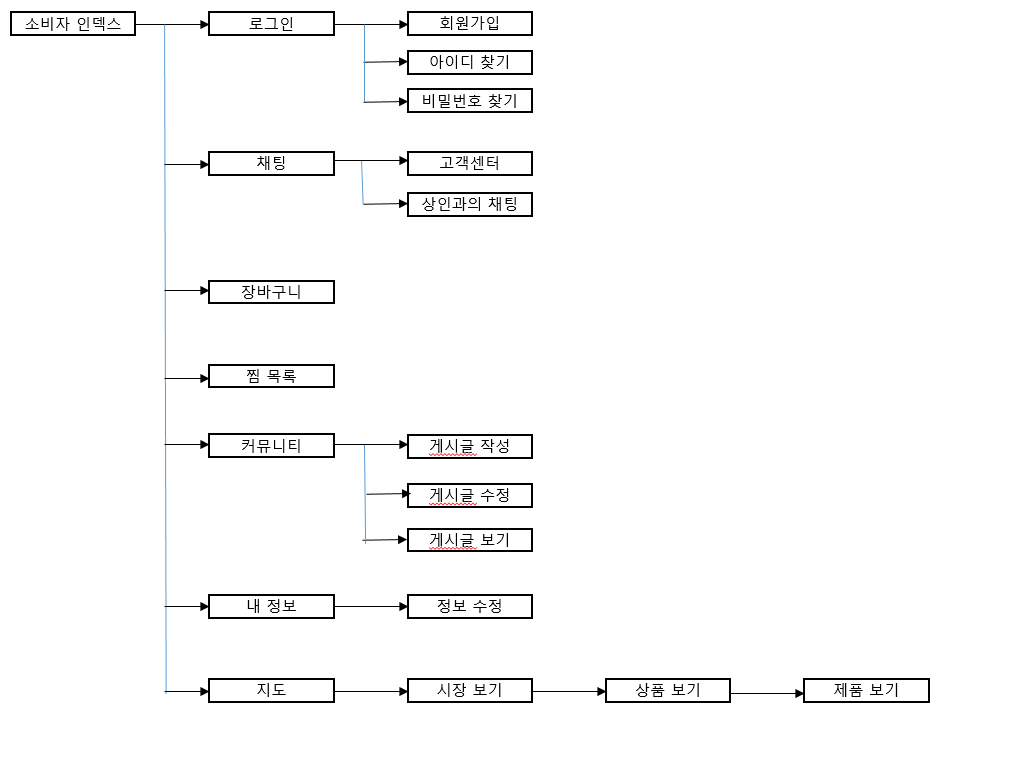 소비자 인덱스
로그인
회원가입
아이디 찾기
비밀번호 찾기
채팅
고객센터
상인과의 채팅
장바구니
찜 목록
커뮤니티
게시글 작성
게시글 수정
게시글 보기
내 정보
정보 수정
지도
시장 보기
상품 보기
제품 보기